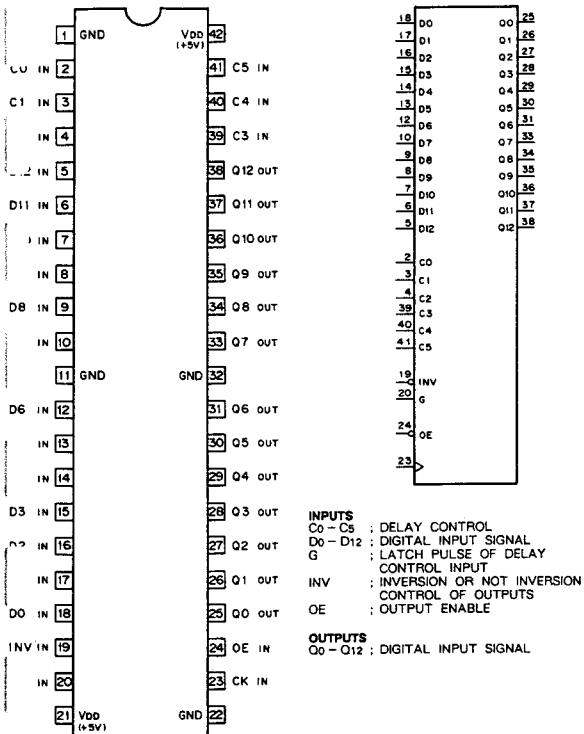 1 GND VDD 42
(+5V)
IN 2 41 C5 IN
C1 IN 3 40 C4 IN
IN 4 39 C3 IN
IN 5 38 Q12 OUT
D11 IN 6 37 Q11 OUT
IN 7 36 Q10 OUT
IN 8 35 Q9 OUT
D8 IN 9 34 Q8 OUT
IN 10 33 Q7 OUT
11 GND GND 32
D6 IN 12 31 Q6 OUT
IN 13 30 Q5 OUT
IN 14 29 Q4 OUT
D3 IN 15 28 Q3 OUT
IN 16 27 Q2 OUT
IN 17 26 Q1 OUT
D0 IN 18 25 Q0 OUT
INV IN 19 24 OE IN
IN 20 23 CK IN
21 VDD GND 22
(+5V)
18 D0 Q0 25
17 D1 Q1 26
16 D2 Q2 27
15 D3 Q3 28
14 D4 Q4 29
13 D5 Q5 30
12 D6 Q6 31
10 D7 Q7 33
9 D8 Q8 34
8 D9 Q9 35
7 D10 Q10 36
6 D11 Q11 37
5 D12 Q12 38
2 C0
3 C1
4 C2
39 C3
40 C4
41 C5
19 INV
20 G
24 OE
23
INPUTS
C0 - C5 ; DELAY CONTROL
D0 - D12 ; DIGITAL INPUT SIGNAL
G ; LATCH PULSE OF DELAY
CONTROL INPUT
INV ; INVERSION OR NOT INVERSION
CONTROL OF OUTPUTS
OE ; OUTPUT ENABLE
OUTPUTS
Q0 - Q12 ; DIGITAL INPUT SIGNAL